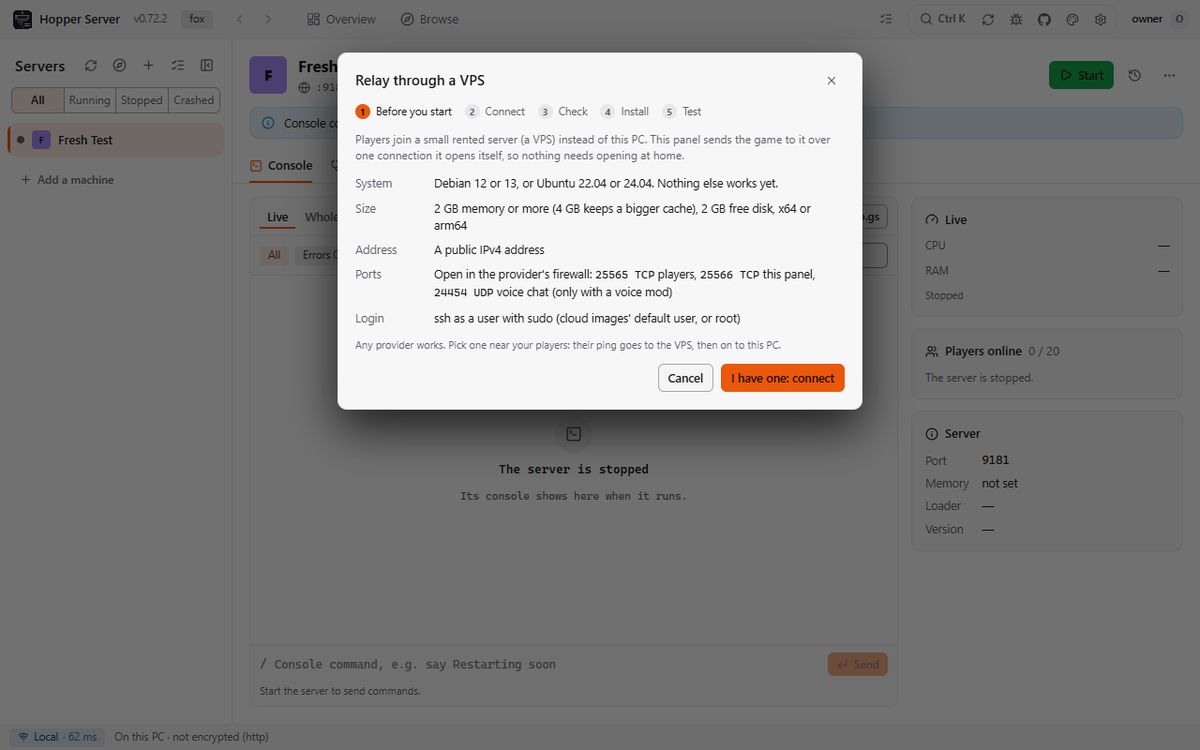 Hopper Server v0.72.2 fox Overview Browse Ctrl K owner O
Servers
All Running Stopped Crashed
F Fresh Test
+ Add a machine
F Fresh
Start
Console
Live Whole
All Errors
Relay through a VPS
1 Before you start 2 Connect 3 Check 4 Install 5 Test
Players join a small rented server (a VPS) instead of this PC. This panel sends the game to it over
one connection it opens itself, so nothing needs opening at home.
System Debian 12 or 13, or Ubuntu 22.04 or 24.04. Nothing else works yet.
Size 2 GB memory or more (4 GB keeps a bigger cache), 2 GB free disk, x64 or
arm64
Address A public IPv4 address
Ports Open in the provider's firewall: 25565 TCP players, 25566 TCP this panel,
24454 UDP voice chat (only with a voice mod)
Login ssh as a user with sudo (cloud images' default user, or root)
Any provider works. Pick one near your players: their ping goes to the VPS, then on to this PC.
Cancel I have one: connect
The server is stopped
Its console shows here when it runs.
/ Console command, e.g. say Restarting soon
Send
Start the server to send commands.
Live
CPU —
RAM —
Stopped
Players online 0 / 20
The server is stopped.
Server
Port 9181
Memory not set
Loader —
Version —
Local · 62 ms On this PC · not encrypted (http)